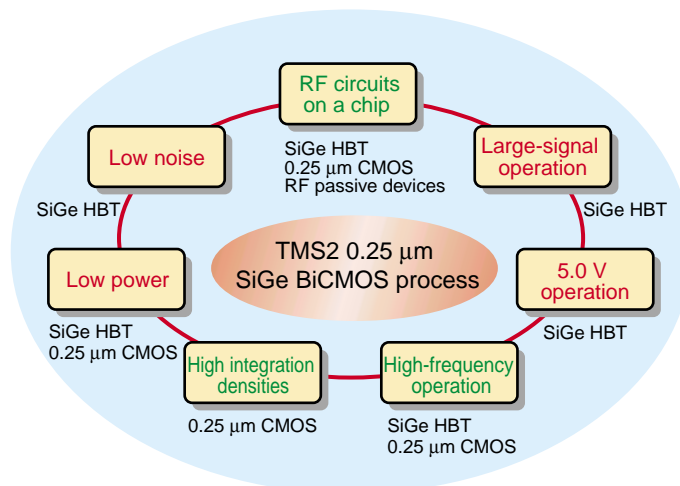 RF circuits
on a chip
SiGe HBT
0.25 μm CMOS
RF passive devices
Low noise
SiGe HBT
Large-signal
operation
SiGe HBT
TMS2 0.25 μm
SiGe BiCMOS process
Low power
SiGe HBT
0.25 μm CMOS
5.0 V
operation
SiGe HBT
High integration
densities
0.25 μm CMOS
High-frequency
operation
SiGe HBT
0.25 μm CMOS